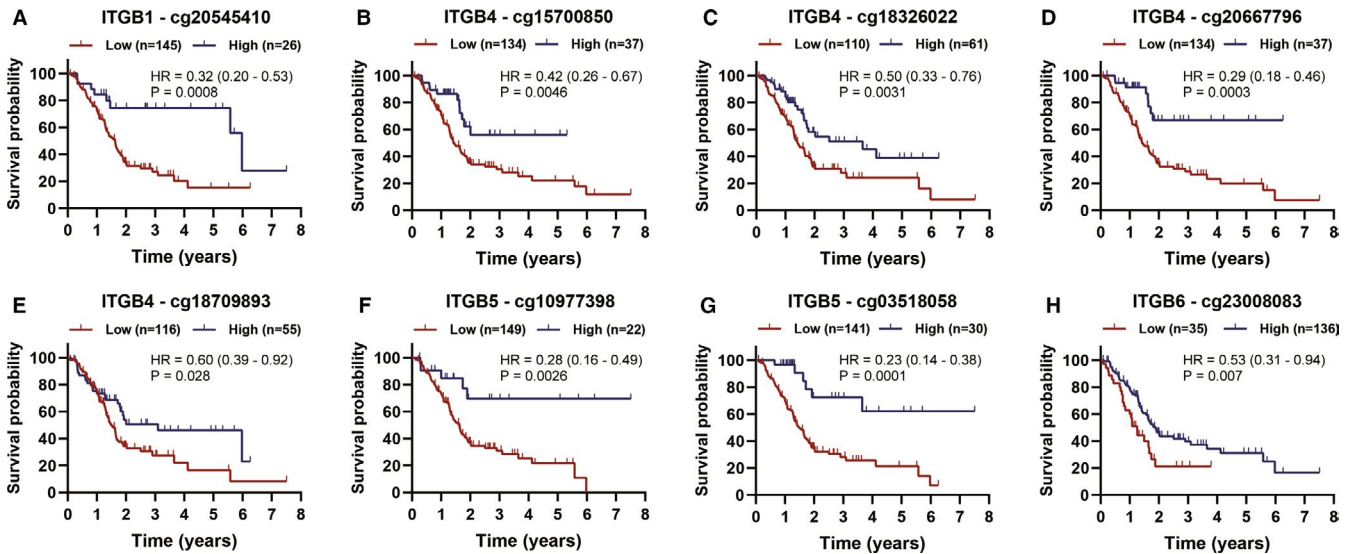 A ITGB1 - cg20545410
Low (n=145) High (n=26)
HR = 0.32 (0.20 - 0.53)
P = 0.0008
Survival probability
100
80
60
40
20
0
0 1 2 3 4 5 6 7 8
Time (years)
B ITGB4 - cg15700850
Low (n=134) High (n=37)
HR = 0.42 (0.26 - 0.67)
P = 0.0046
Survival probability
100
80
60
40
20
0
0 1 2 3 4 5 6 7 8
Time (years)
C ITGB4 - cg18326022
Low (n=110) High (n=61)
HR = 0.50 (0.33 - 0.76)
P = 0.0031
Survival probability
100
80
60
40
20
0
0 1 2 3 4 5 6 7 8
Time (years)
D ITGB4 - cg20667796
Low (n=134) High (n=37)
HR = 0.29 (0.18 - 0.46)
P = 0.0003
Survival probability
100
80
60
40
20
0
0 1 2 3 4 5 6 7 8
Time (years)
E ITGB4 - cg18709893
Low (n=116) High (n=55)
HR = 0.60 (0.39 - 0.92)
P = 0.028
Survival probability
100
80
60
40
20
0
0 1 2 3 4 5 6 7 8
Time (years)
F ITGB5 - cg10977398
Low (n=149) High (n=22)
HR = 0.28 (0.16 - 0.49)
P = 0.0026
Survival probability
100
80
60
40
20
0
0 1 2 3 4 5 6 7 8
Time (years)
G ITGB5 - cg03518058
Low (n=141) High (n=30)
HR = 0.23 (0.14 - 0.38)
P = 0.0001
Survival probability
100
80
60
40
20
0
0 1 2 3 4 5 6 7 8
Time (years)
H ITGB6 - cg23008083
Low (n=35) High (n=136)
HR = 0.53 (0.31 - 0.94)
P = 0.007
Survival probability
100
80
60
40
20
0
0 1 2 3 4 5 6 7 8
Time (years)